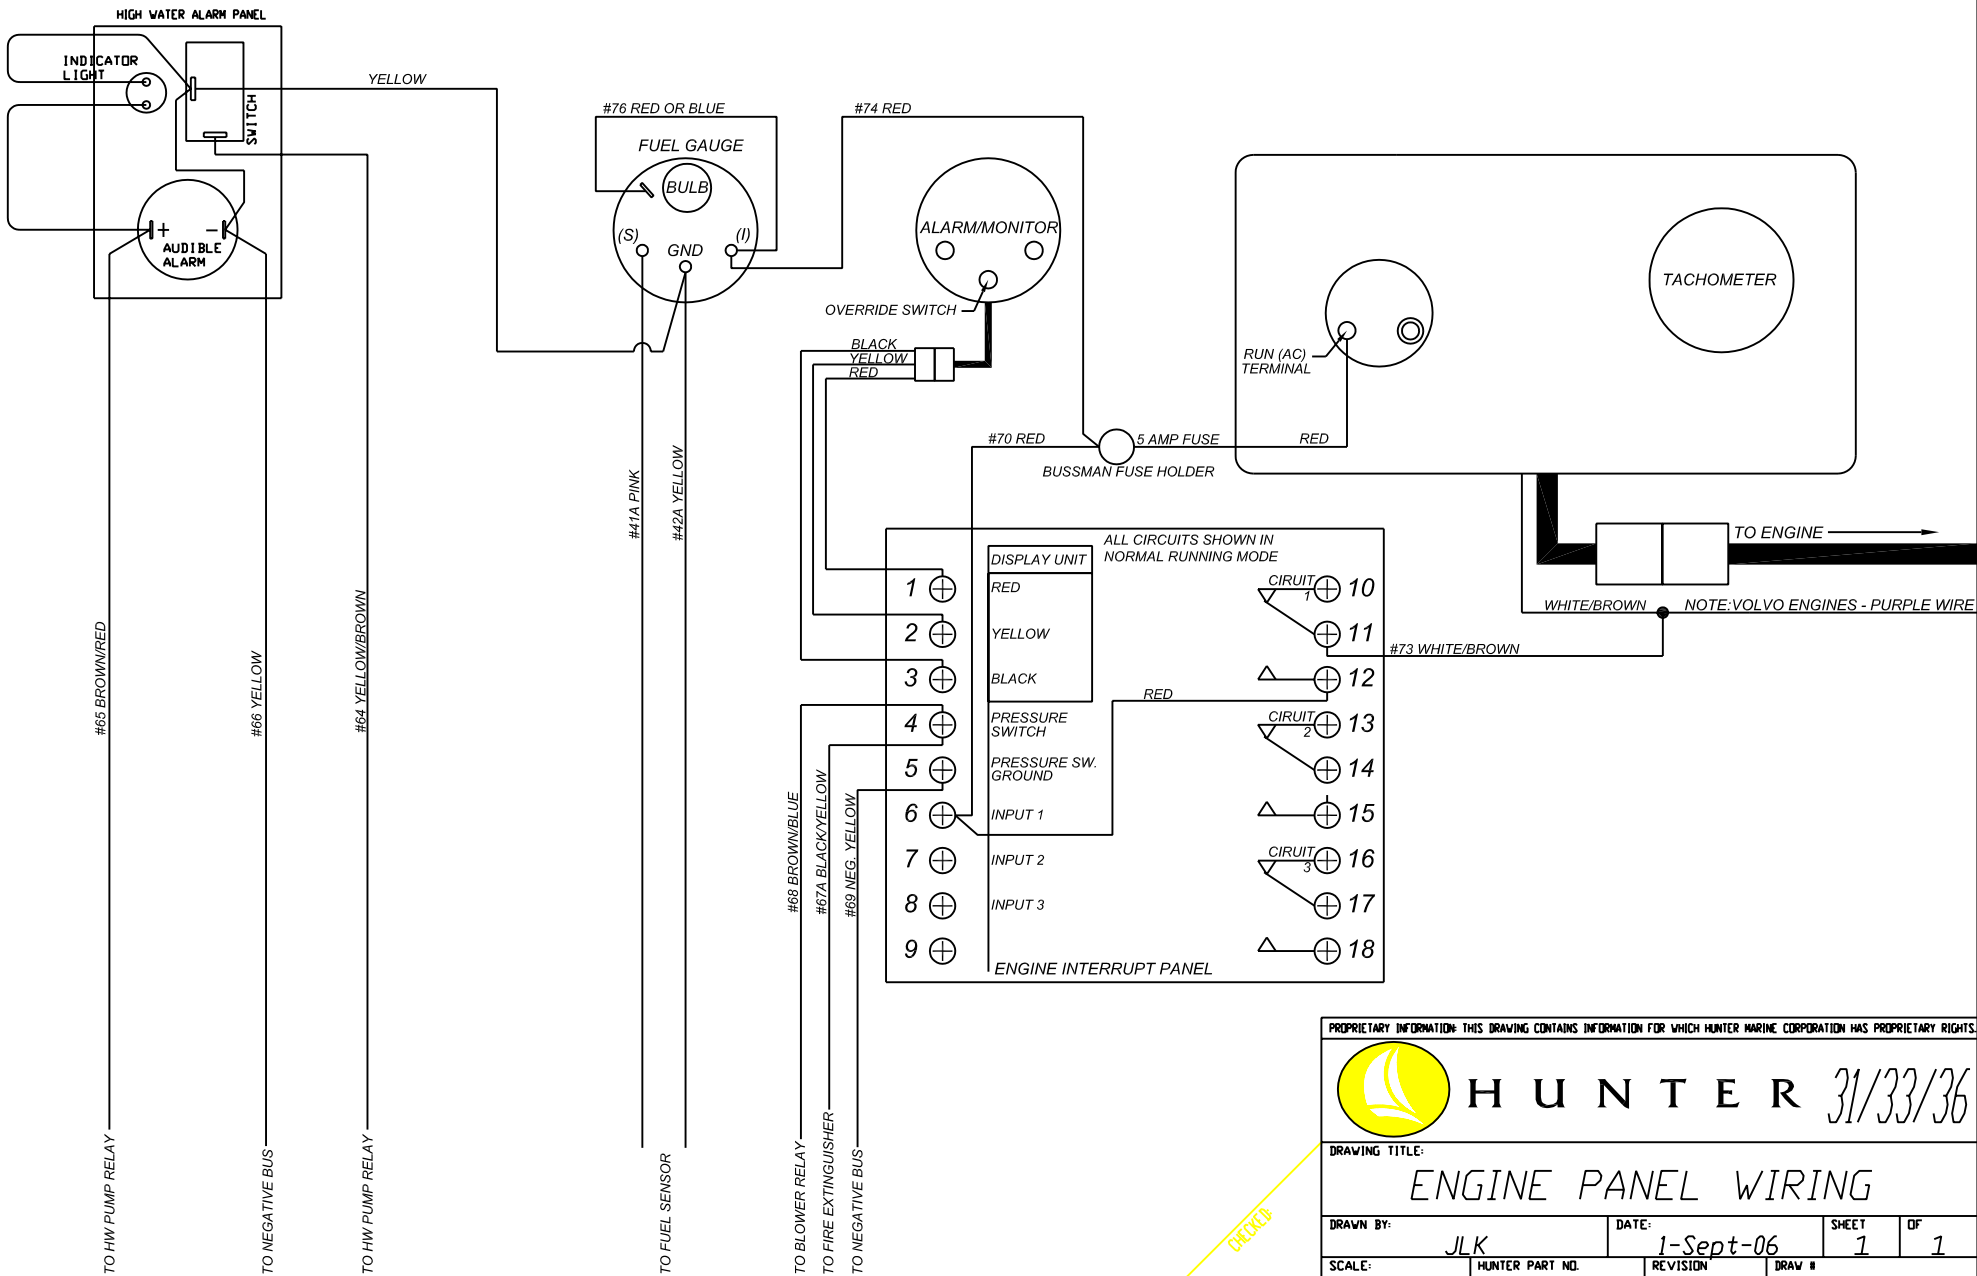 HIGH WATER ALARM PANEL
INDICATOR
LIGHT
SWITCH
YELLOW
+
−
AUDIBLE
ALARM
#76 RED OR BLUE
FUEL GAUGE
BULB
(S)
GND
(I)
#74 RED
ALARM/MONITOR
OVERRIDE SWITCH
BLACK
YELLOW
RED
TACHOMETER
RUN (AC)
TERMINAL
#70 RED
5 AMP FUSE
RED
BUSSMAN FUSE HOLDER
TO ENGINE
WHITE/BROWN
NOTE:VOLVO ENGINES - PURPLE WIRE
#73 WHITE/BROWN
ALL CIRCUITS SHOWN IN
NORMAL RUNNING MODE
DISPLAY UNIT
1
RED
2
YELLOW
3
BLACK
4
PRESSURE
SWITCH
5
PRESSURE SW.
GROUND
6
INPUT 1
7
INPUT 2
8
INPUT 3
9
RED
CIRUIT
1
10
11
12
CIRUIT
2
13
14
15
CIRUIT
3
16
17
18
ENGINE INTERRUPT PANEL
#65 BROWN/RED
#66 YELLOW
#64 YELLOW/BROWN
#41A PINK
#42A YELLOW
#68 BROWN/BLUE
#67A BLACK/YELLOW
#69 NEG. YELLOW
TO HW PUMP RELAY
TO NEGATIVE BUS
TO HW PUMP RELAY
TO FUEL SENSOR
TO BLOWER RELAY
TO FIRE EXTINGUISHER
TO NEGATIVE BUS
CHECKED:
PROPRIETARY INFORMATION: THIS DRAWING CONTAINS INFORMATION FOR WHICH HUNTER MARINE CORPORATION HAS PROPRIETARY RIGHTS.
HUNTER 31/33/36
DRAWING TITLE:
ENGINE PANEL WIRING
DRAWN BY:
JLK
DATE:
1-Sept-06
SHEET
1
OF
1
SCALE:
HUNTER PART NO.
REVISION
DRAW #